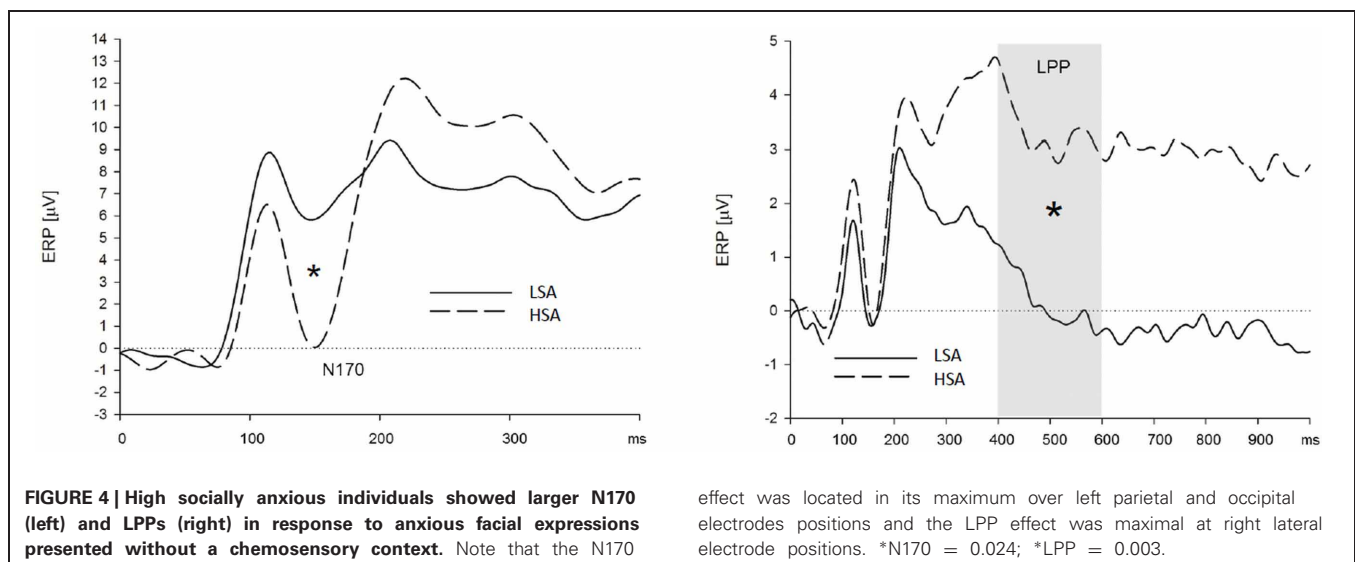 14
13
12
11
10
9
8
7
6
5
4
3
2
1
0
-1
-2
-3
ERP [µV]
*
LSA
HSA
N170
0 100 200 300 ms
5
4
3
2
1
0
-1
-2
ERP [µV]
LPP
*
LSA
HSA
0 100 200 300 400 500 600 700 800 900 ms
FIGURE 4 | High socially anxious individuals showed larger N170
(left) and LPPs (right) in response to anxious facial expressions
presented without a chemosensory context. Note that the N170
effect was located in its maximum over left parietal and occipital
electrodes positions and the LPP effect was maximal at right lateral
electrode positions. *N170 = 0.024; *LPP = 0.003.